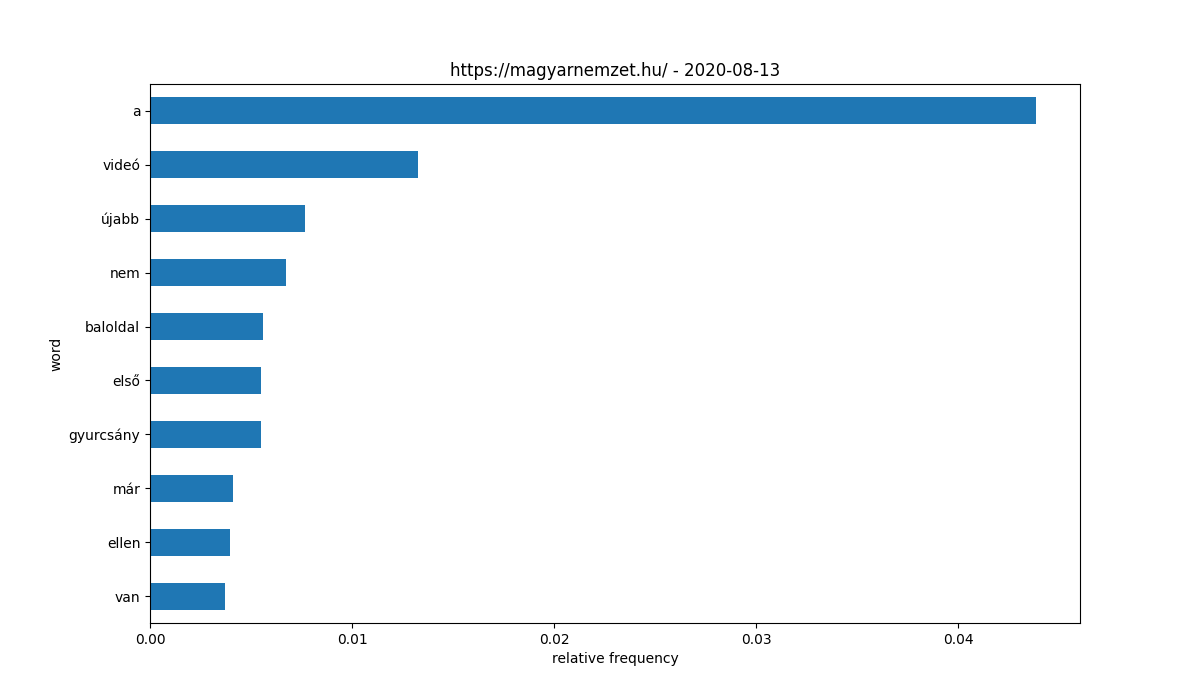 https://magyarnemzet.hu/ - 2020-08-13
a
videó
újabb
nem
baloldal
első
gyurcsány
már
ellen
van
word
0.00 0.01 0.02 0.03 0.04
relative frequency